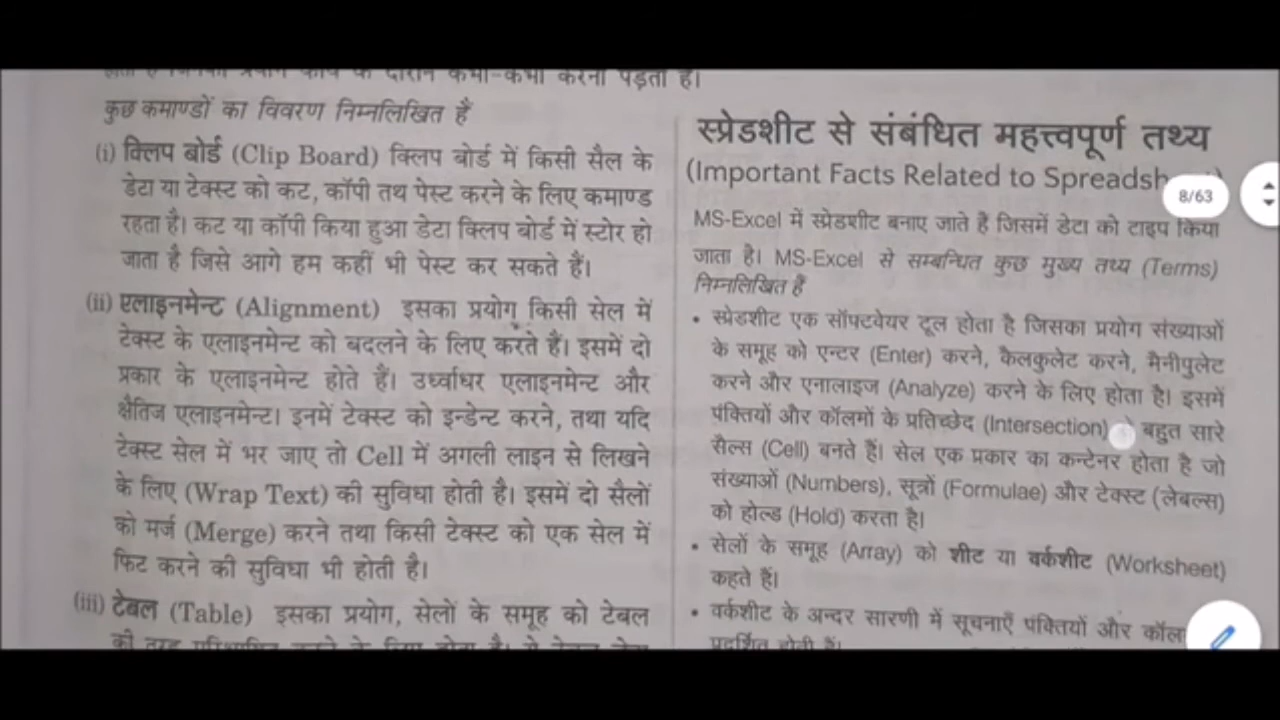 कुछ कमाण्डों का विवरण निम्नलिखित हैं
(i) क्लिप बोर्ड (Clip Board) क्लिप बोर्ड में किसी सैल के
डेटा या टेक्स्ट को कट, कॉपी तथ पेस्ट करने के लिए कमाण्ड
रहता है। कट या कॉपी किया हुआ डेटा क्लिप बोर्ड में स्टोर हो
जाता है जिसे आगे हम कहीं भी पेस्ट कर सकते हैं।
(ii) एलाइनमेन्ट (Alignment) इसका प्रयोग किसी सेल में
टेक्स्ट के एलाइनमेन्ट को बदलने के लिए करते हैं। इसमें दो
प्रकार के एलाइनमेन्ट होते हैं। उर्ध्वाधर एलाइनमेन्ट और
क्षैतिज एलाइनमेन्ट। इनमें टेक्स्ट को इन्डेन्ट करने, तथा यदि
टेक्स्ट सेल में भर जाए तो Cell में अगली लाइन से लिखने
के लिए (Wrap Text) की सुविधा होती है। इसमें दो सैलों
को मर्ज (Merge) करने तथा किसी टेक्स्ट को एक सेल में
फिट करने की सुविधा भी होती है।
(iii) टेबल (Table) इसका प्रयोग, सेलों के समूह को टेबल
स्प्रेडशीट से संबंधित महत्त्वपूर्ण तथ्य
(Important Facts Related to
8/63
MS-Excel में स्प्रेडशीट बनाए जाते हैं जिसमें डेटा को टाइप किया
जाता है। MS-Excel से सम्बन्धित कुछ मुख्य तथ्य (Terms)
निम्नलिखित हैं
• स्प्रेडशीट एक सॉफ्टवेयर टूल होता है जिसका प्रयोग संख्याओं
के समूह को एन्टर (Enter) करने, कैलकुलेट करने, मैनीपुलेट
करने और एनालाइज (Analyze) करने के लिए होता है। इसमें
पंक्तियों और कॉलमों के प्रतिच्छेद (Intersection) बहुत सारे
सैल्स (Cell) बनते हैं। सेल एक प्रकार का कन्टेनर होता है जो
संख्याओं (Numbers), सूत्रों (Formulae) और टेक्स्ट (लेबल्स)
को होल्ड (Hold) करता है।
• सेलों के समूह (Array) को शीट या वर्कशीट (Worksheet)
कहते हैं।
• वर्कशीट के अन्दर सारणी में सूचनाएँ पंक्तियों और
प्रदर्शित होती हैं।